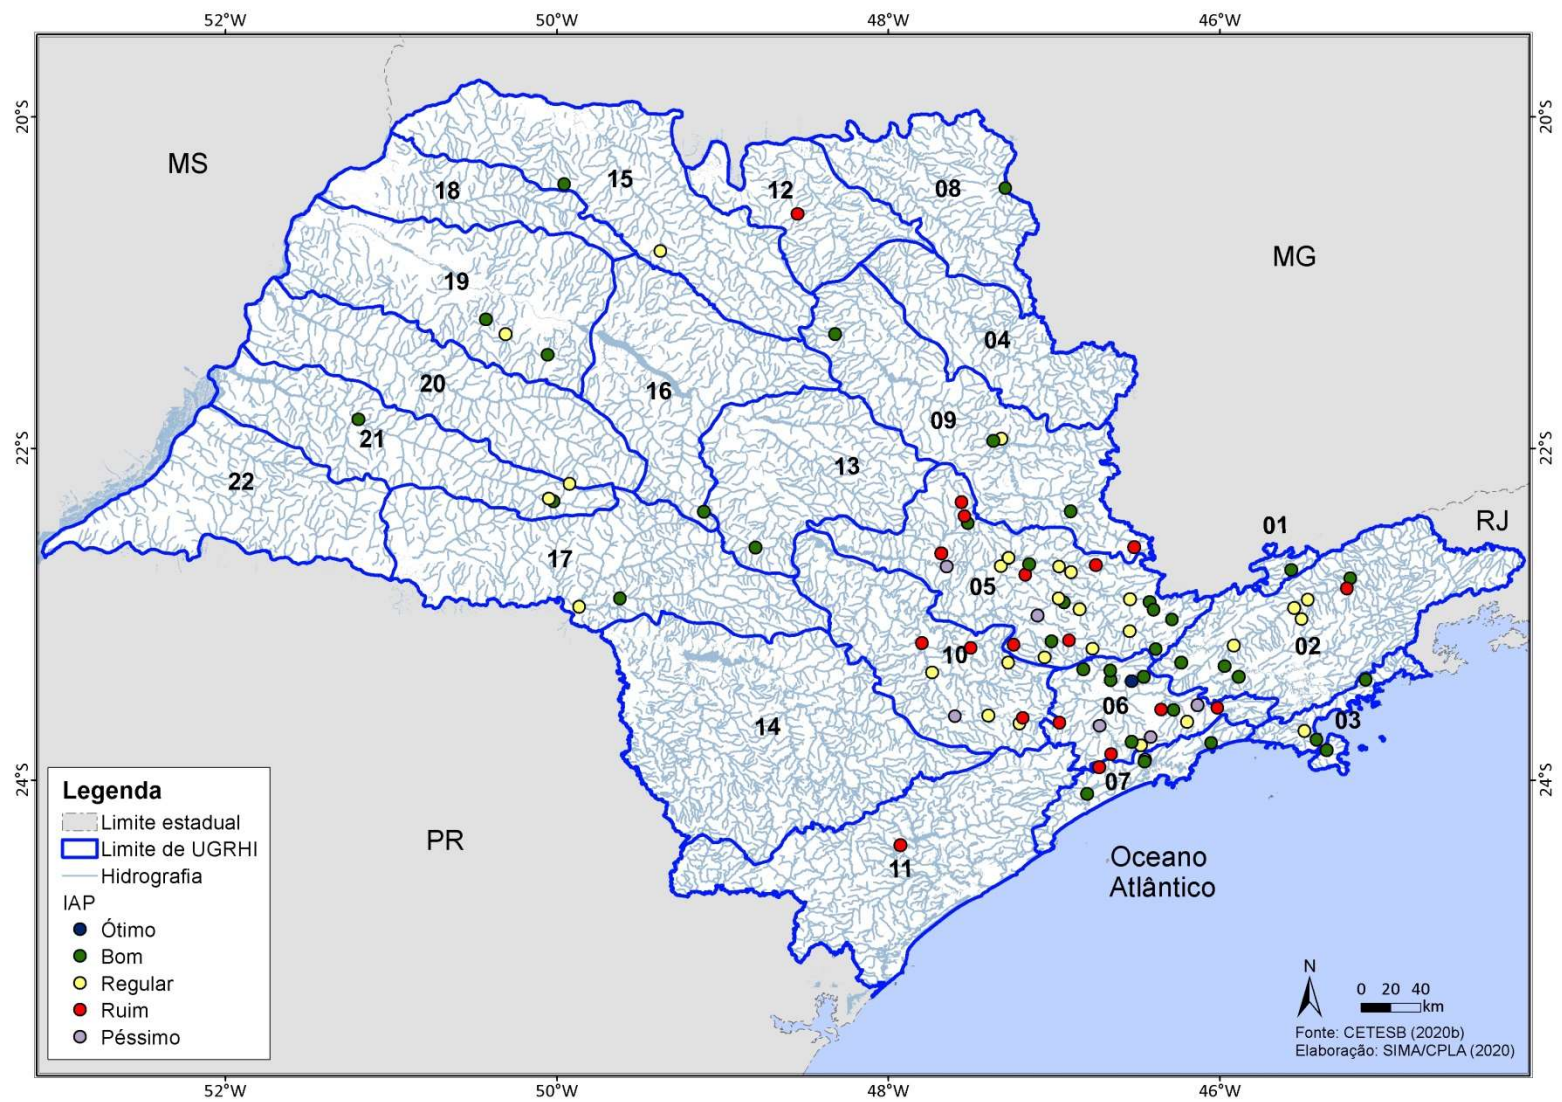 52°W 50°W 48°W 46°W
20°S
20°S
MS
15
18
12
08
MG
19
04
20
16
09
21
13
22
22°S
22°S
01
RJ
17
05
02
10
06
03
14
07
24°S
24°S
PR
11
Oceano
Atlântico
Legenda
Limite estadual
Limite de UGRHI
Hidrografia
IAP
Ótimo
Bom
Regular
Ruim
Péssimo
N
0 20 40
km
Fonte: CETESB (2020b)
Elaboração: SIMA/CPLA (2020)
52°W 50°W 48°W 46°W